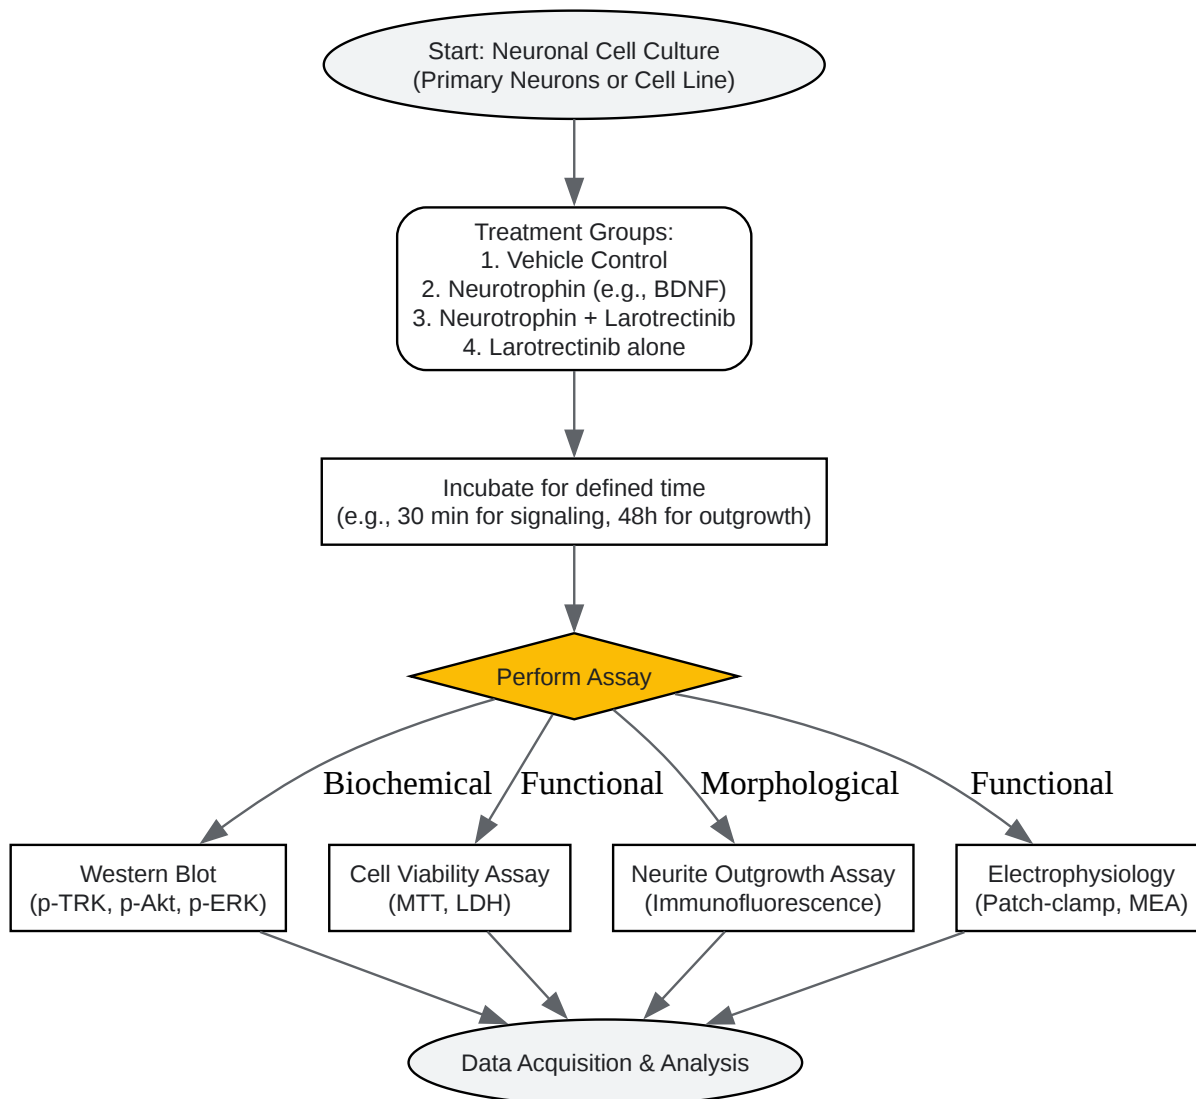 Start: Neuronal Cell Culture
(Primary Neurons or Cell Line)
Treatment Groups:
1. Vehicle Control
2. Neurotrophin (e.g., BDNF)
3. Neurotrophin + Larotrectinib
4. Larotrectinib alone
Incubate for defined time
(e.g., 30 min for signaling, 48h for outgrowth)
Perform Assay
Biochemical
Functional
Morphological
Functional
Western Blot
(p-TRK, p-Akt, p-ERK)
Cell Viability Assay
(MTT, LDH)
Neurite Outgrowth Assay
(Immunofluorescence)
Electrophysiology
(Patch-clamp, MEA)
Data Acquisition & Analysis